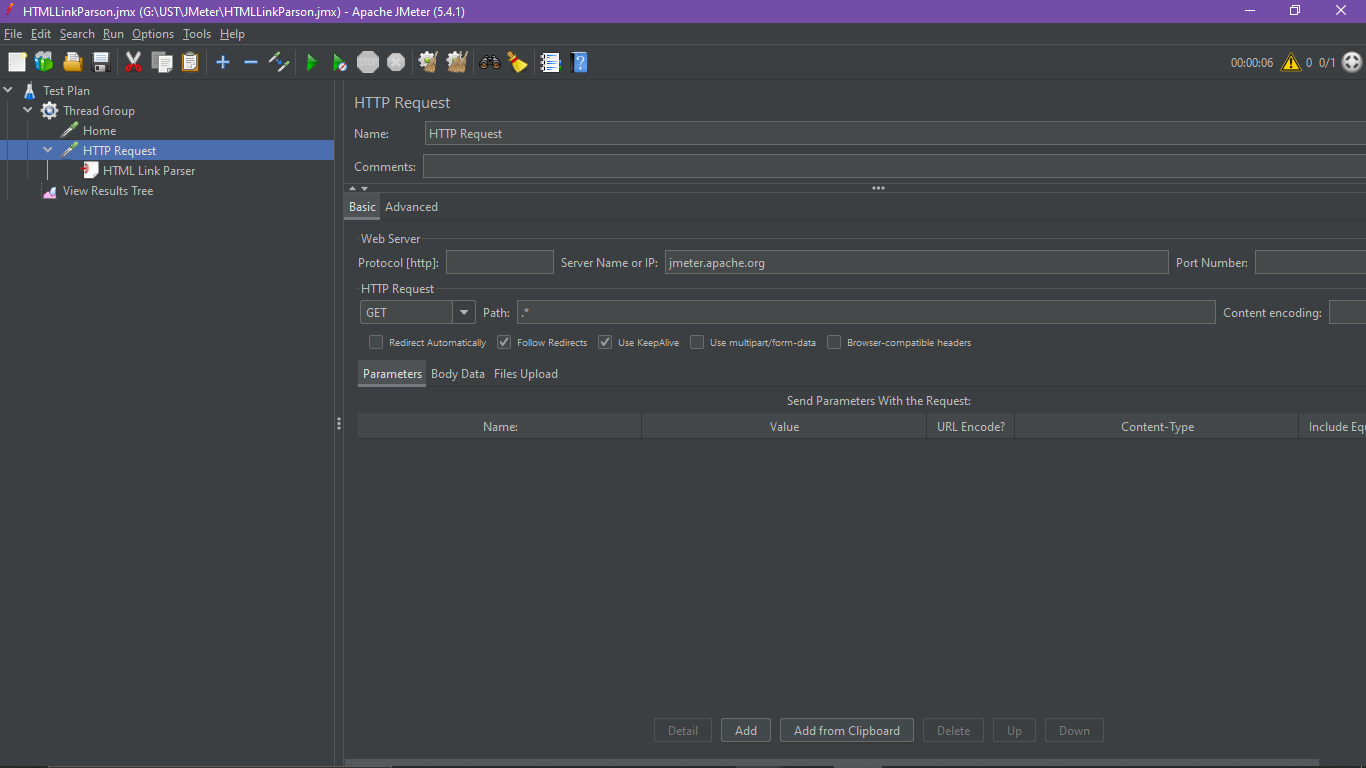 HTMLLinkParson.jmx (G:\UST\JMeter\HTMLLinkParson.jmx) - Apache JMeter (5.4.1)
File Edit Search Run Options Tools Help
STOP 00:00:06 0 0/1
Test Plan
Thread Group
Home
HTTP Request
HTML Link Parser
View Results Tree
HTTP Request
Name: HTTP Request
Comments:
Basic Advanced
Web Server
Protocol [http]: Server Name or IP: jmeter.apache.org Port Number:
HTTP Request
GET Path: .* Content encoding:
Redirect Automatically Follow Redirects Use KeepAlive Use multipart/form-data Browser-compatible headers
Parameters Body Data Files Upload
Send Parameters With the Request:
Name: Value URL Encode? Content-Type Include Equ
Detail Add Add from Clipboard Delete Up Down